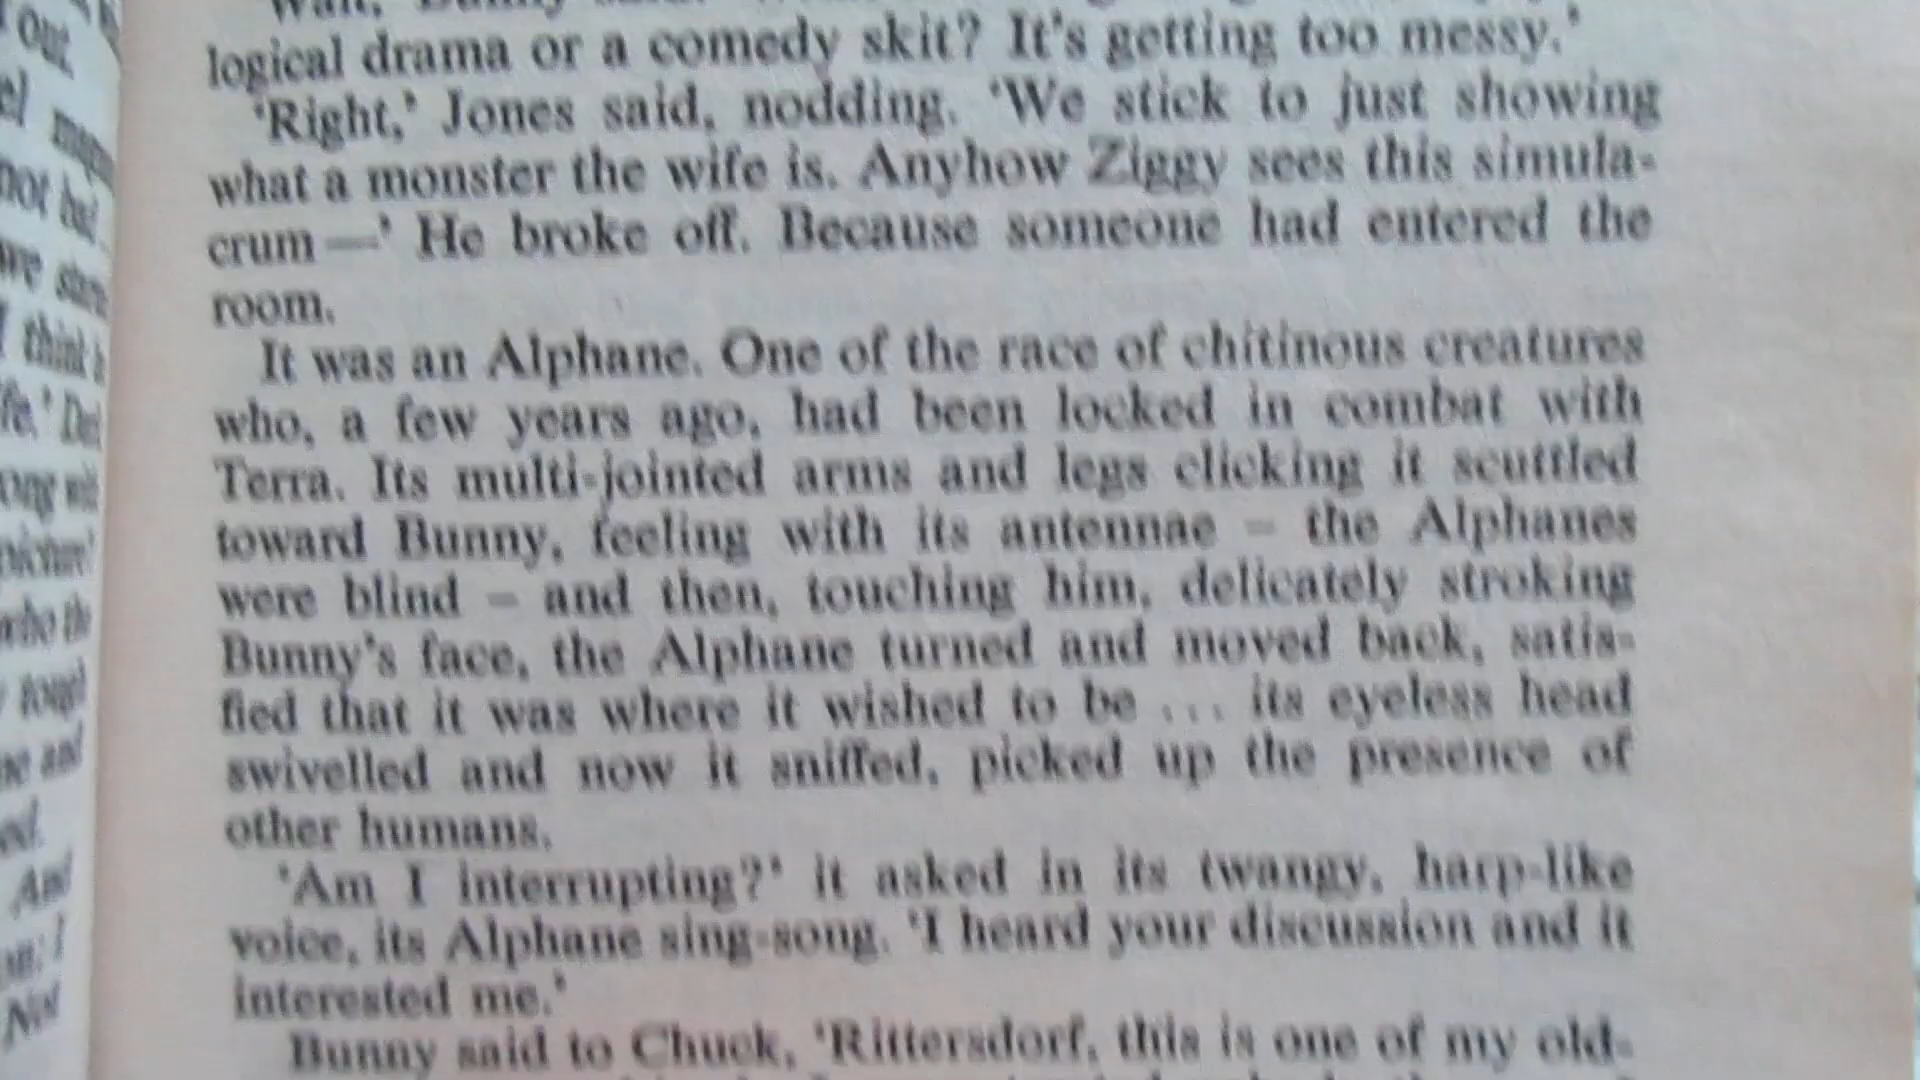 logical drama or a comedy skit? It's getting too messy.'
'Right,' Jones said, nodding. 'We stick to just showing
what a monster the wife is. Anyhow Ziggy sees this simula-
crum—' He broke off. Because someone had entered the
room.
It was an Alphane. One of the race of chitinous creatures
who, a few years ago, had been locked in combat with
Terra. Its multi-jointed arms and legs clicking it scuttled
toward Bunny, feeling with its antennae – the Alphanes
were blind – and then, touching him, delicately stroking
Bunny's face, the Alphane turned and moved back, satis-
fied that it was where it wished to be ... its eyeless head
swivelled and now it sniffed, picked up the presence of
other humans.
'Am I interrupting?' it asked in its twangy, harp-like
voice, its Alphane sing-song. 'I heard your discussion and it
interested me.'
Bunny said to Chuck, 'Rittersdorf, this is one of my old-